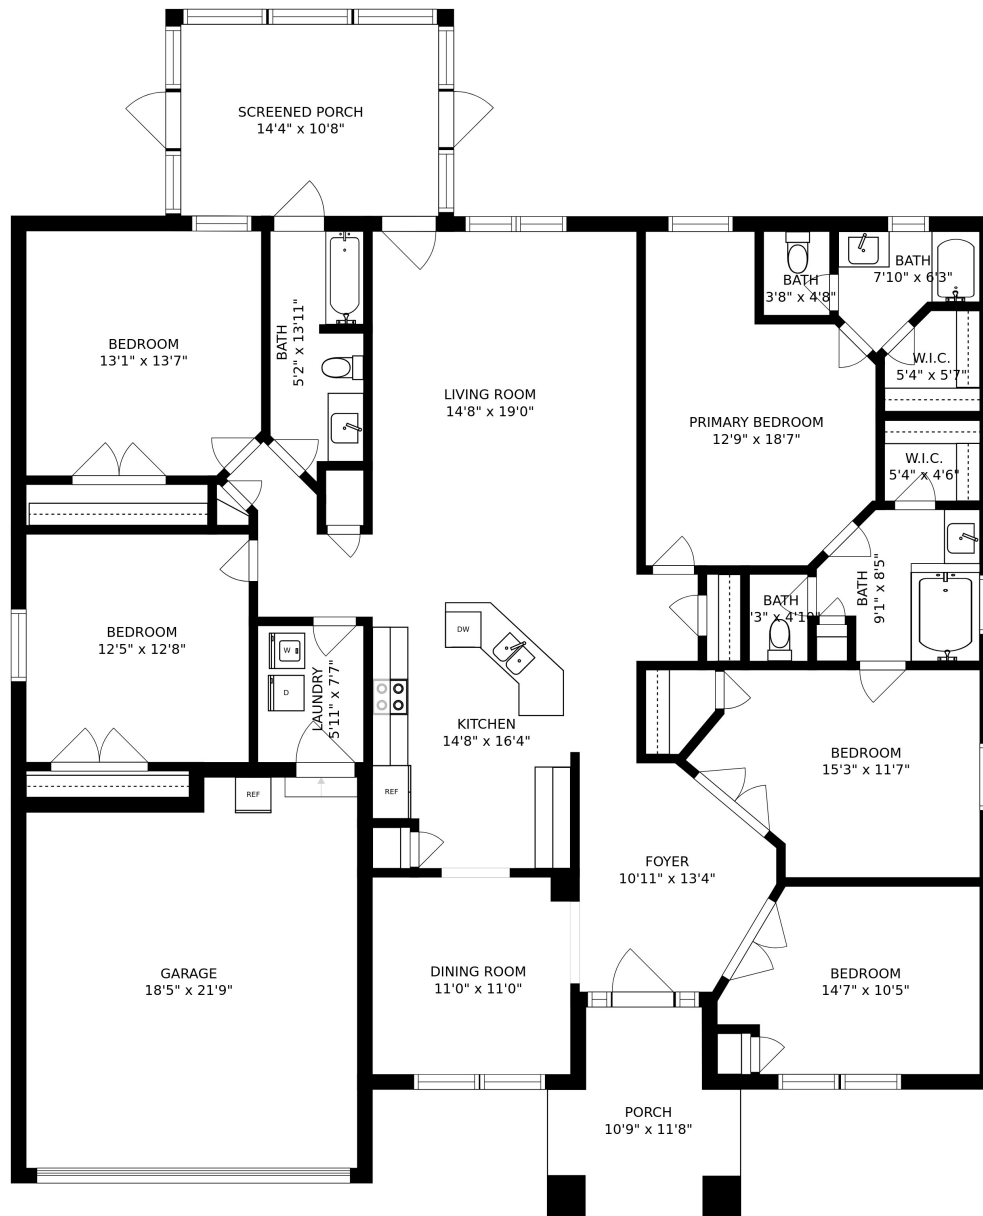 SCREENED PORCH
14'4" x 10'8"
BATH
3'8" x 4'8"
BATH
7'10" x 6'3"
BEDROOM
13'1" x 13'7"
BATH
5'2" x 13'11"
LIVING ROOM
14'8" x 19'0"
PRIMARY BEDROOM
12'9" x 18'7"
W.I.C.
5'4" x 5'7"
W.I.C.
5'4" x 4'6"
BEDROOM
12'5" x 12'8"
W
D
LAUNDRY
5'11" x 7'7"
DW
BATH
BATH
9'1" x 8'5"
KITCHEN
14'8" x 16'4"
REF
REF
BEDROOM
15'3" x 11'7"
FOYER
10'11" x 13'4"
GARAGE
18'5" x 21'9"
DINING ROOM
11'0" x 11'0"
BEDROOM
14'7" x 10'5"
PORCH
10'9" x 11'8"